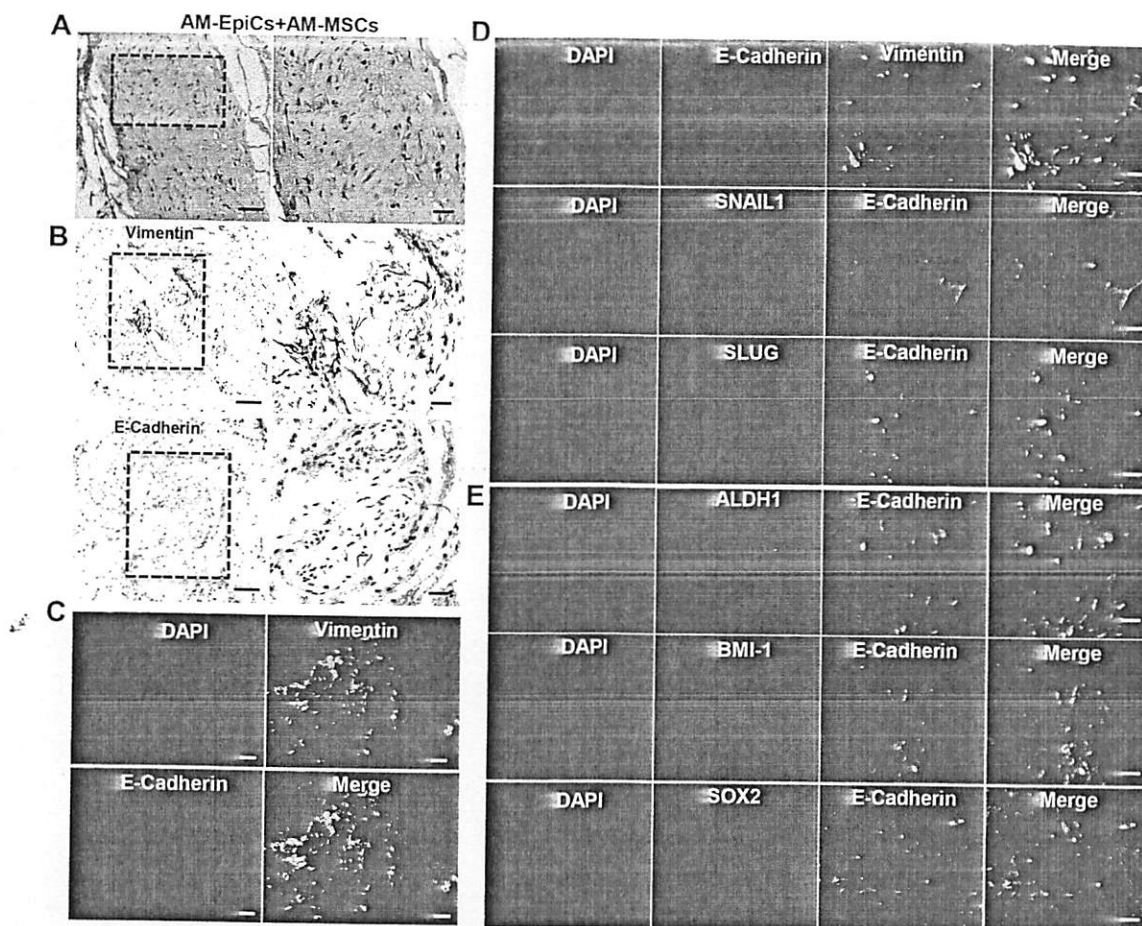 A
AM-EpiCs+AM-MSCs
B
Vimentin
E-Cadherin
C
DAPI
Vimentin
E-Cadherin
Merge
D
DAPI
E-Cadherin
Vimentin
Merge
DAPI
SNAIL1
E-Cadherin
Merge
DAPI
SLUG
E-Cadherin
Merge
E
DAPI
ALDH1
E-Cadherin
Merge
DAPI
BMI-1
E-Cadherin
Merge
DAPI
SOX2
E-Cadherin
Merge